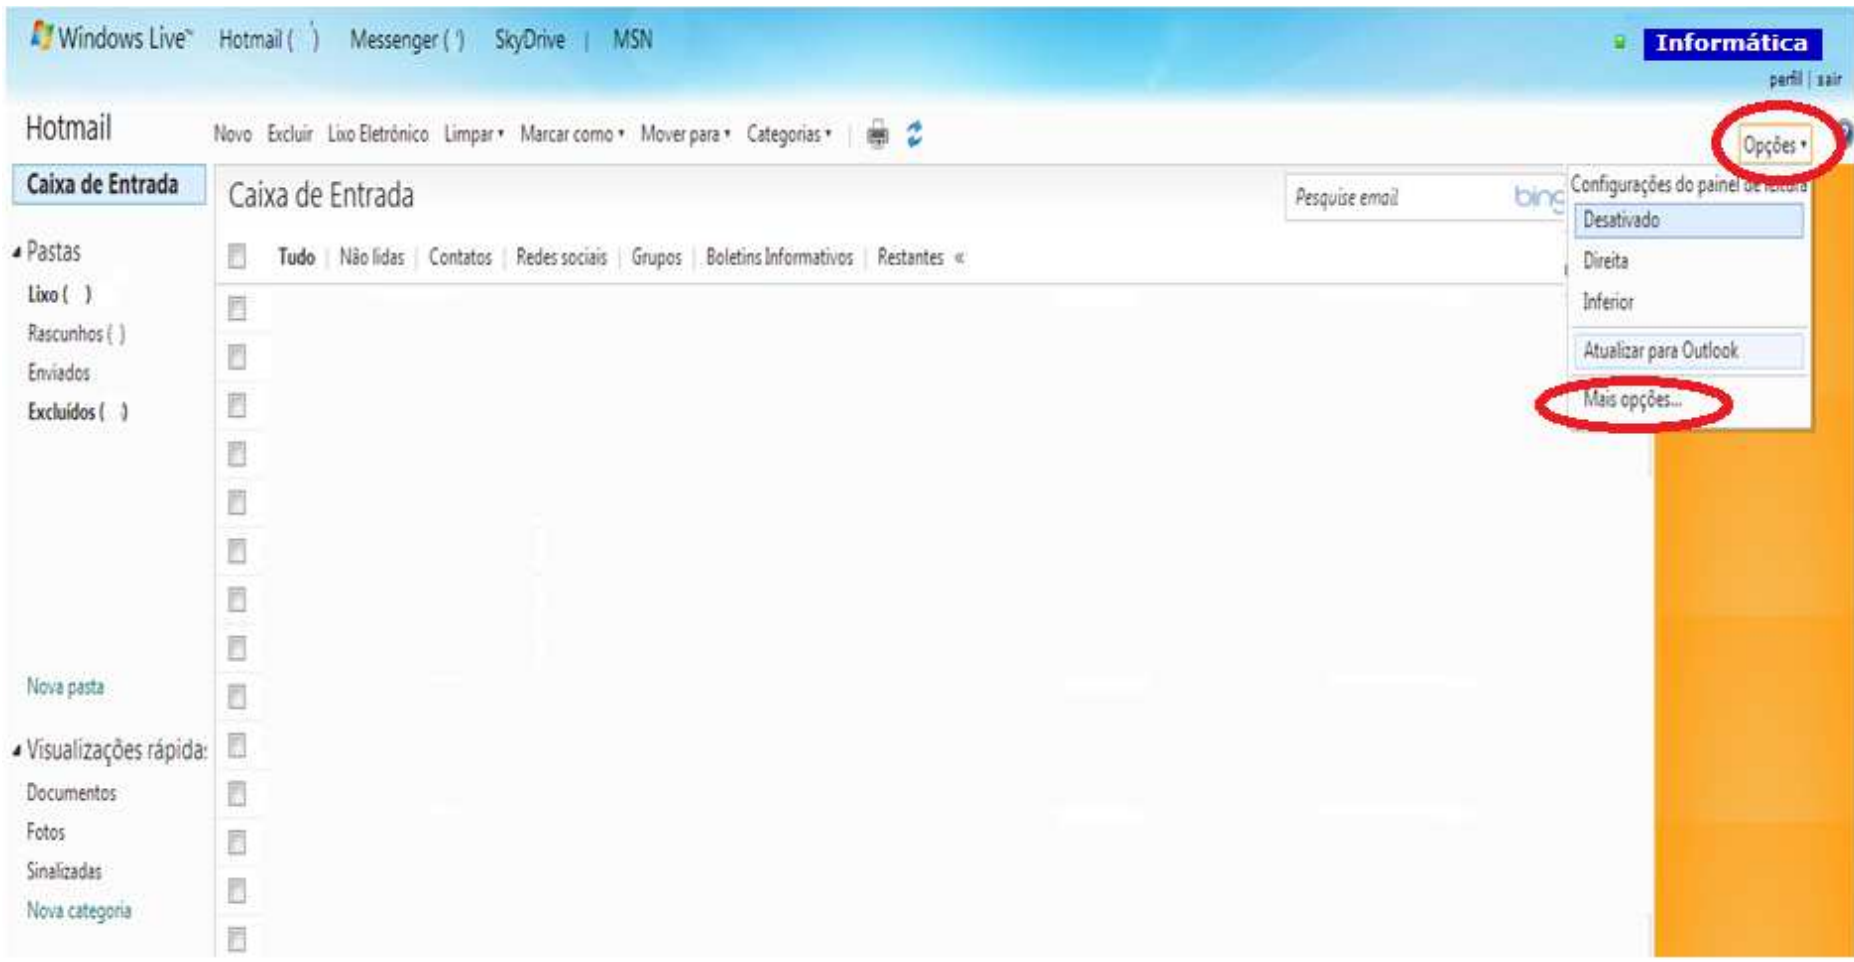 Windows Live™ Hotmail ( ) Messenger ( ) SkyDrive | MSN Informática
perfil | sair
Hotmail Novo Excluir Lixo Eletrônico Limpar Marcar como Mover para Categorias Opções
Caixa de Entrada
Caixa de Entrada
Pesquise email bing
Configurações do painel de leitura
Desativado
Direita
Inferior
Atualizar para Outlook
Mais opções...
Tudo | Não lidas | Contatos | Redes sociais | Grupos | Boletins Informativos | Restantes «
Pastas
Lixo ( )
Rascunhos ( )
Enviados
Excluídos ( )
Nova pasta
Visualizações rápida:
Documentos
Fotos
Sinalizadas
Nova categoria